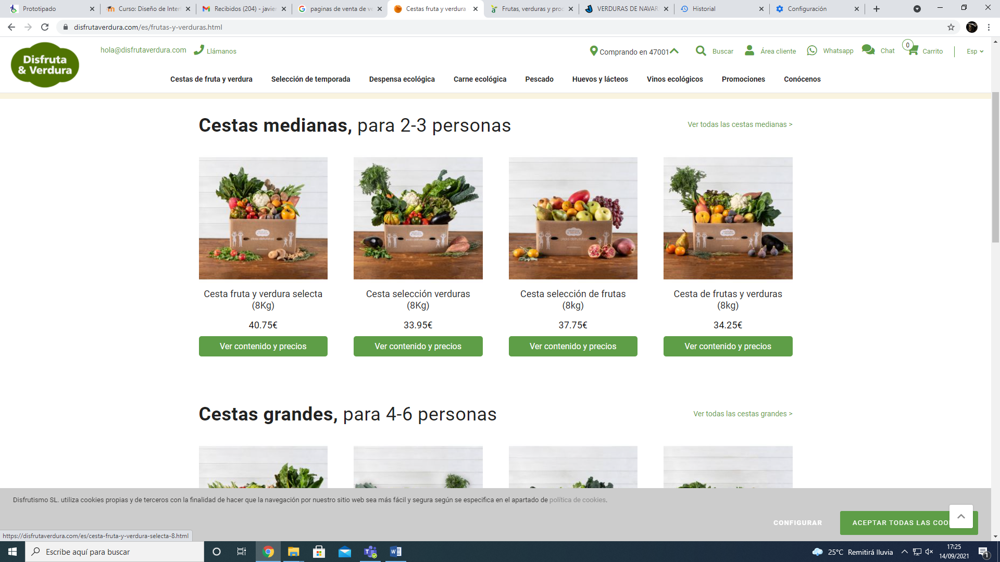 Prototipado
Curso: Diseño de Inter
Recibidos (204) - javie
paginas de venta de ve
Cestas fruta y verdura
Frutas, verduras y proc
VERDURAS DE NAVAR
Historial
Configuración
disfrutaverdura.com/es/frutas-y-verduras.html
Disfruta
& Verdura
hola@disfrutaverdura.com
Llámanos
Comprando en 47001
Buscar
Área cliente
Whatsapp
Chat
0
Carrito
Esp
Cestas de fruta y verdura
Selección de temporada
Despensa ecológica
Carne ecológica
Pescado
Huevos y lácteos
Vinos ecológicos
Promociones
Conócenos
Cestas medianas, para 2-3 personas
Ver todas las cestas medianas >
Cesta fruta y verdura selecta
(8Kg)
40.75€
Ver contenido y precios
Cesta selección verduras
(8Kg)
33.95€
Ver contenido y precios
Cesta selección de frutas
(8kg)
37.75€
Ver contenido y precios
Cesta de frutas y verduras
(8kg)
34.25€
Ver contenido y precios
Cestas grandes, para 4-6 personas
Ver todas las cestas grandes >
Disfrutismo SL. utiliza cookies propias y de terceros con la finalidad de hacer que la navegación por nuestro sitio web sea más fácil y segura según se especifica en el apartado de política de cookies.
CONFIGURAR
ACEPTAR TODAS LAS COO
https://disfrutaverdura.com/es/cesta-fruta-y-verdura-selecta-8.html
Escribe aquí para buscar
25°C Remitirá lluvia
17:25
14/09/2021
1